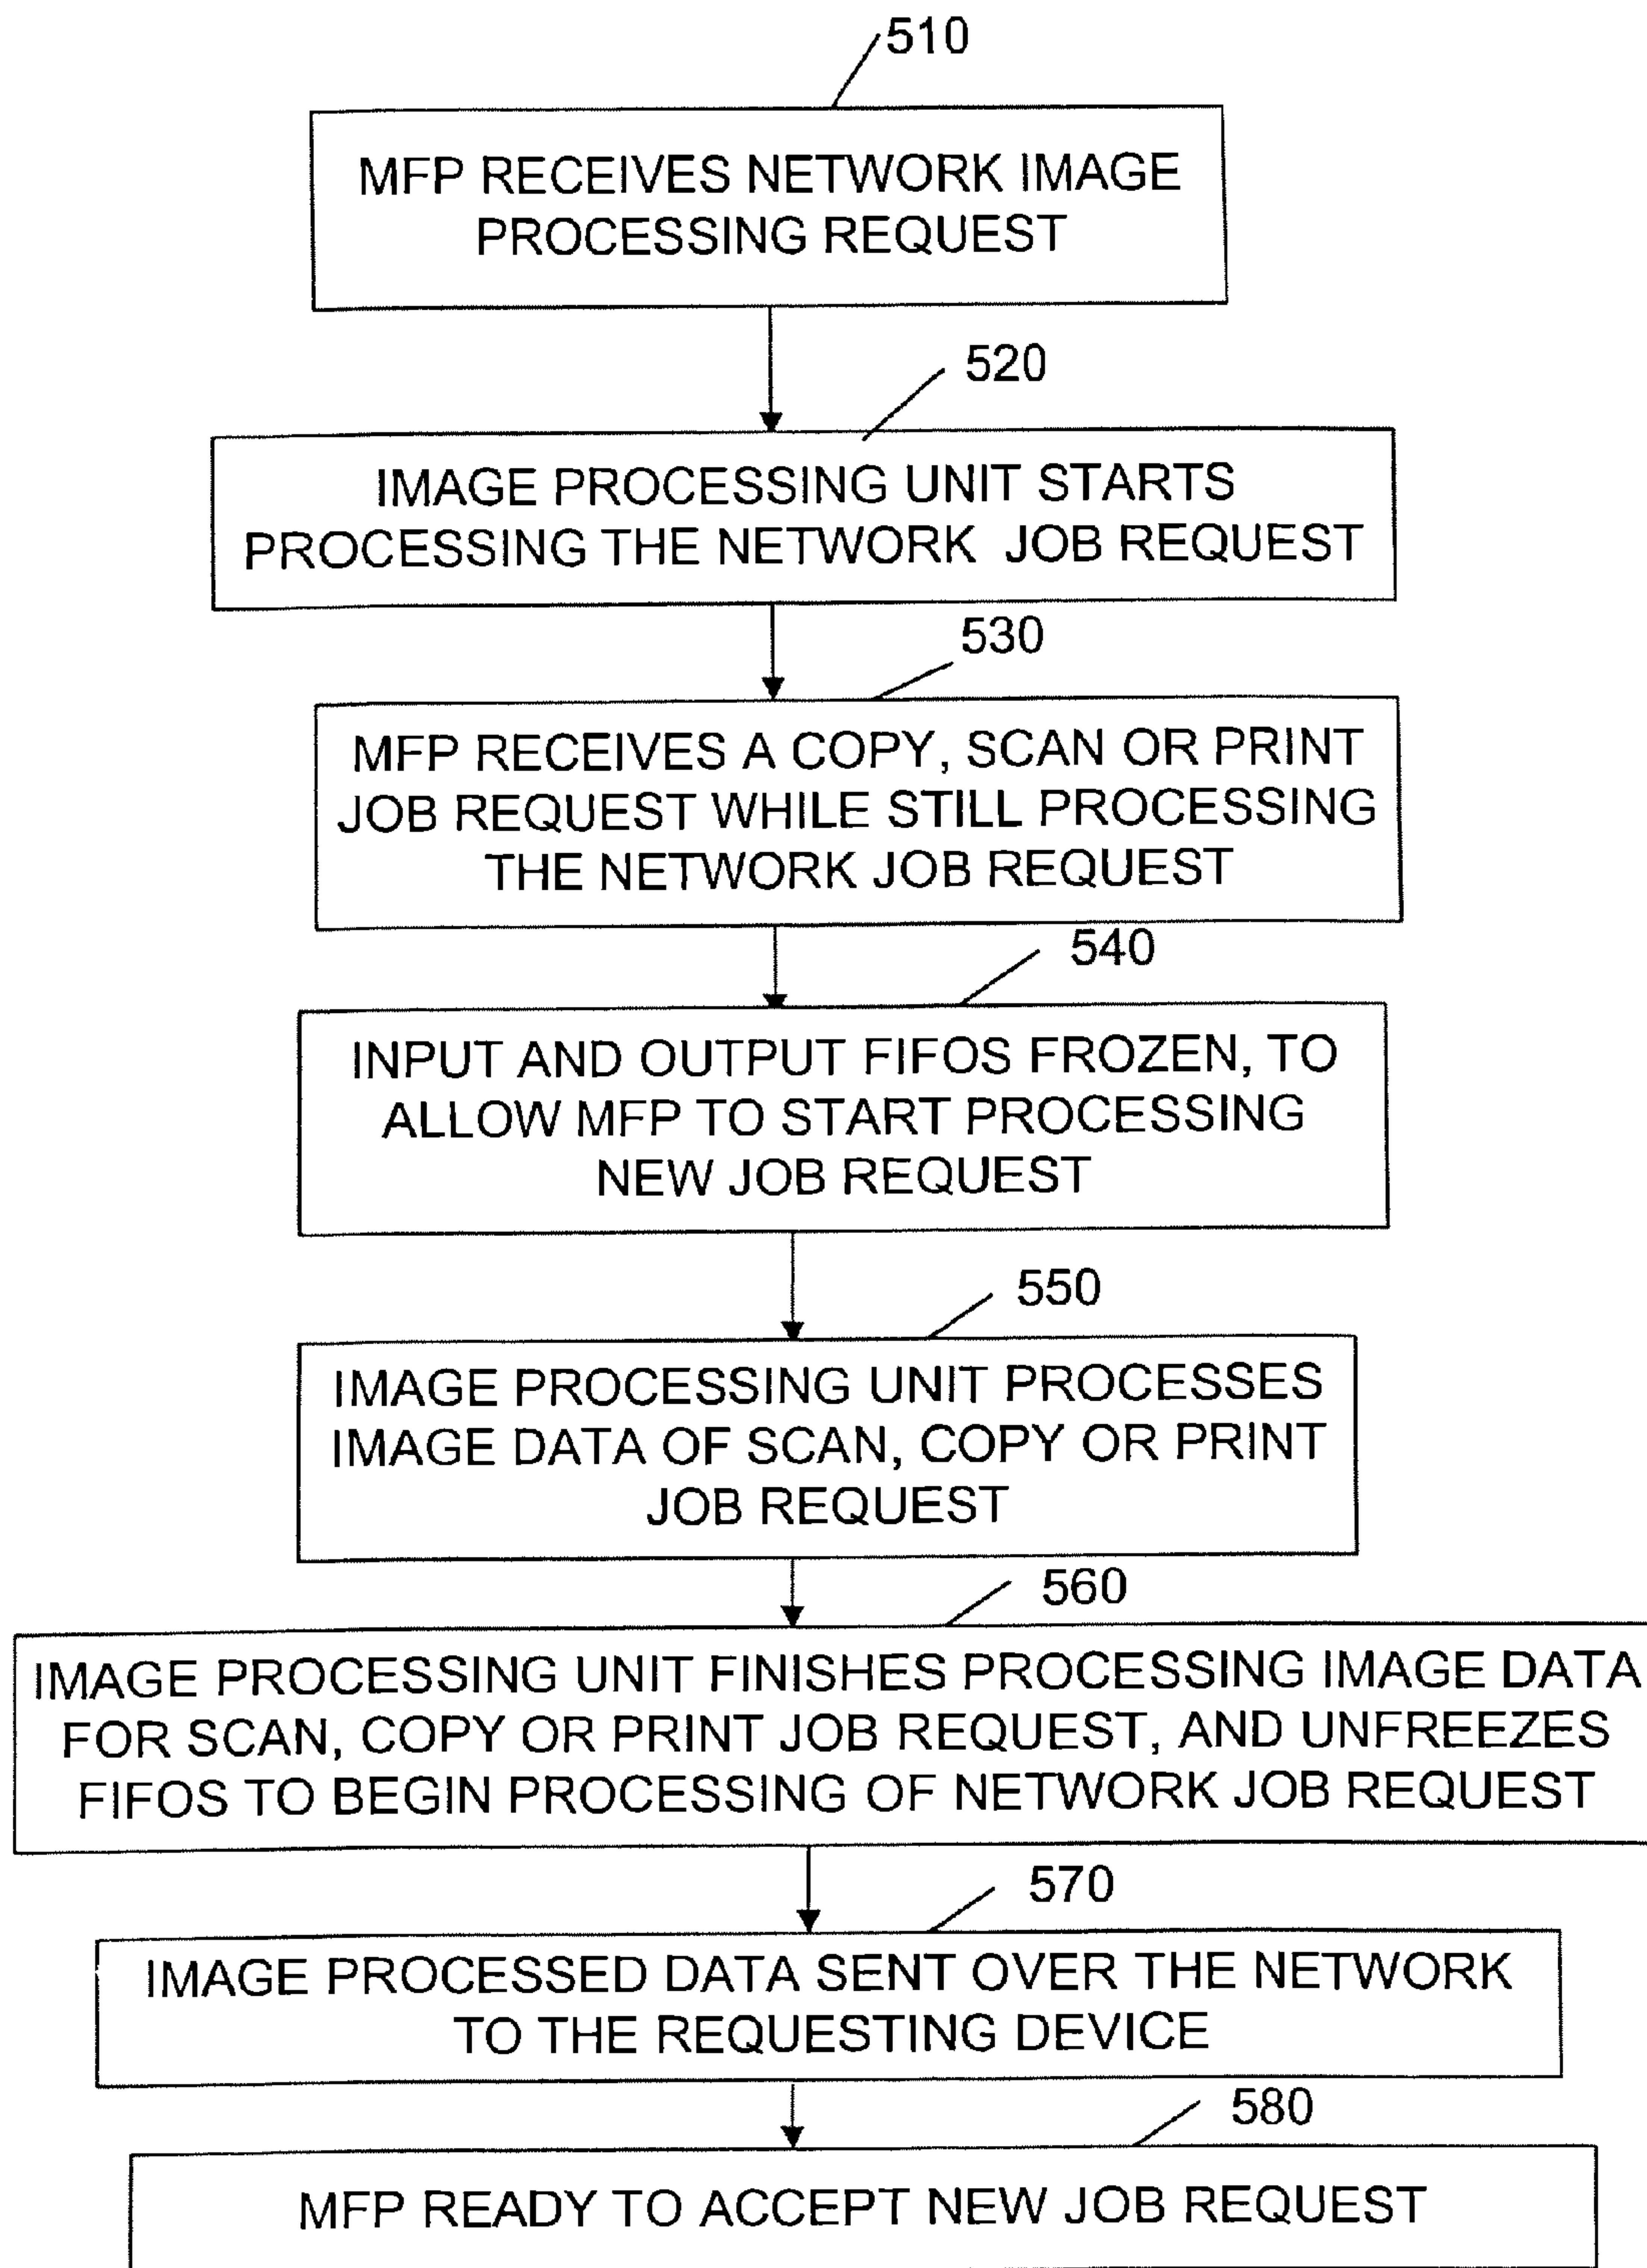 510
MFP RECEIVES NETWORK IMAGE
PROCESSING REQUEST
520
IMAGE PROCESSING UNIT STARTS
PROCESSING THE NETWORK JOB REQUEST
530
MFP RECEIVES A COPY, SCAN OR PRINT
JOB REQUEST WHILE STILL PROCESSING
THE NETWORK JOB REQUEST
540
INPUT AND OUTPUT FIFOS FROZEN, TO
ALLOW MFP TO START PROCESSING
NEW JOB REQUEST
550
IMAGE PROCESSING UNIT PROCESSES
IMAGE DATA OF SCAN, COPY OR PRINT
JOB REQUEST
560
IMAGE PROCESSING UNIT FINISHES PROCESSING IMAGE DATA
FOR SCAN, COPY OR PRINT JOB REQUEST, AND UNFREEZES
FIFOS TO BEGIN PROCESSING OF NETWORK JOB REQUEST
570
IMAGE PROCESSED DATA SENT OVER THE NETWORK
TO THE REQUESTING DEVICE
580
MFP READY TO ACCEPT NEW JOB REQUEST